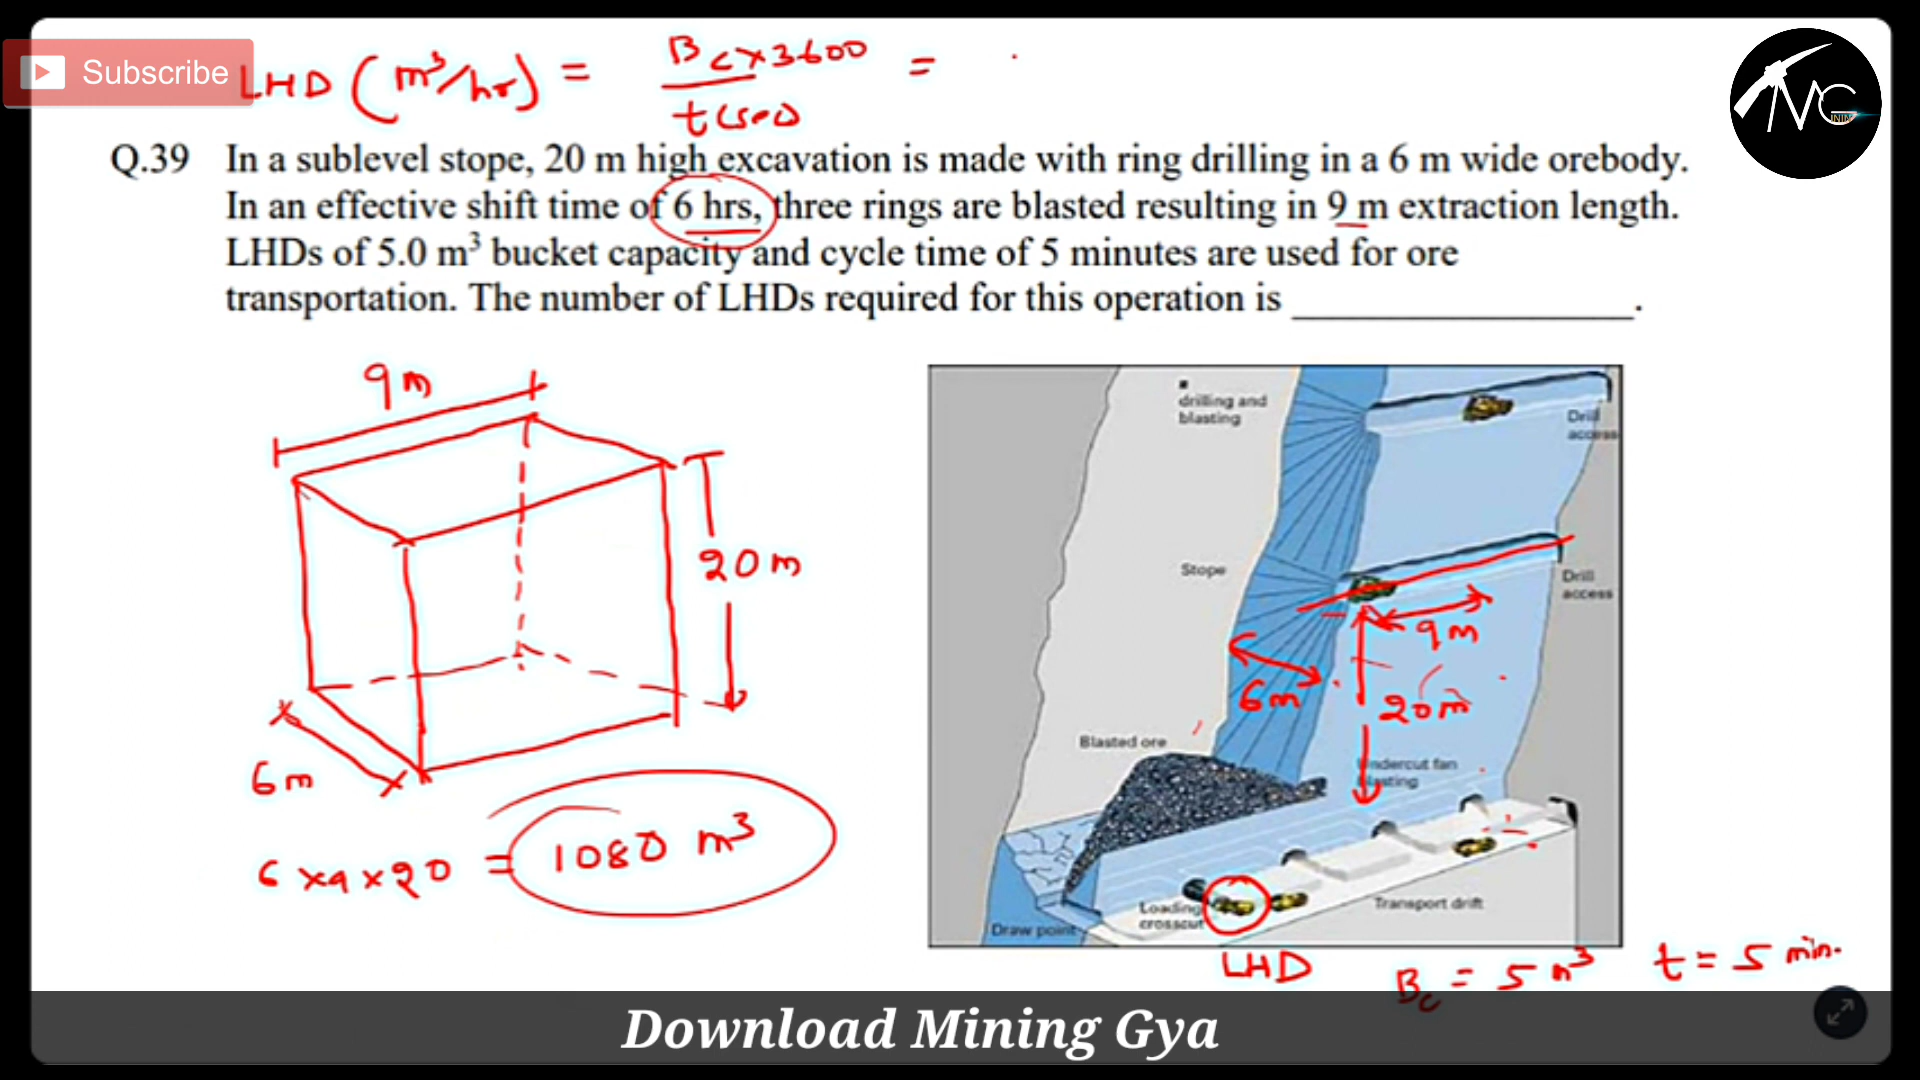 Subscribe
LHD (m³/hr) = Bc×3600 / t(sec) =
MG
Q.39 In a sublevel stope, 20 m high excavation is made with ring drilling in a 6 m wide orebody.
In an effective shift time of 6 hrs, three rings are blasted resulting in 9 m extraction length.
LHDs of 5.0 m³ bucket capacity and cycle time of 5 minutes are used for ore
transportation. The number of LHDs required for this operation is ________________.
9m
20m
6m
6×9×20 = 1080 m³
drilling and
blasting
Drill
access
Stope
Drill
access
9m
6m
20m
Blasted ore
Undercut fan
blasting
Loading
crosscut
Transport drift
Draw point
LHD
Bc = 5 m³
t = 5 min.
Download Mining Gya